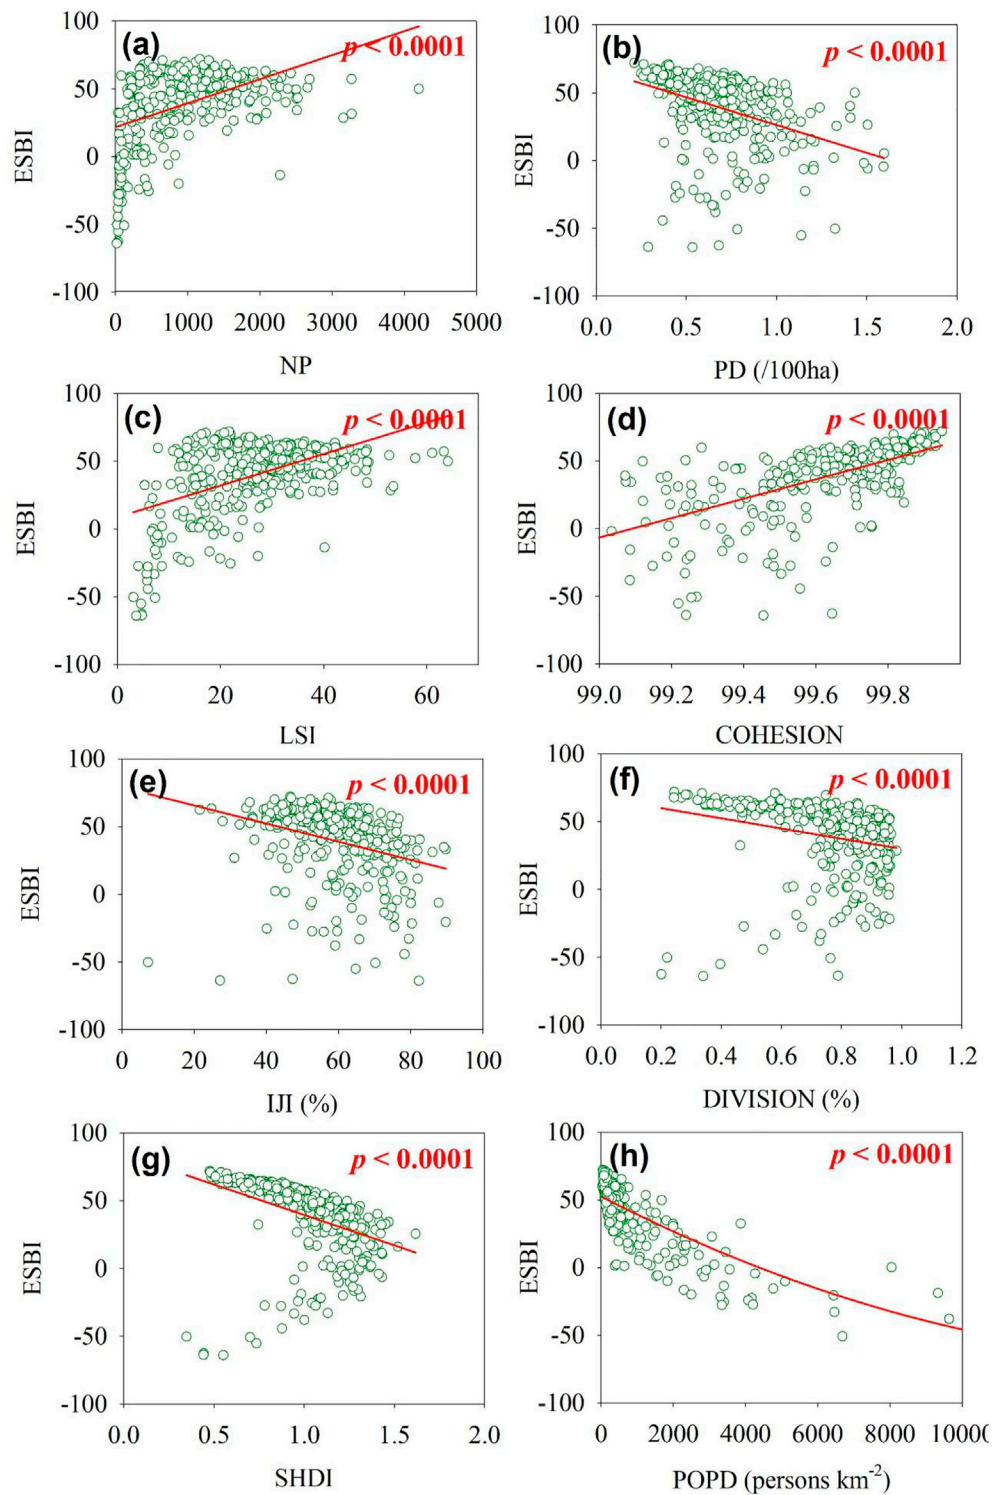 (a)
p < 0.0001
100
50
0
-50
-100
ESBI
0 1000 2000 3000 4000 5000
NP
(b)
p < 0.0001
100
50
0
-50
-100
ESBI
0.0 0.5 1.0 1.5 2.0
PD (/100ha)
(c)
p < 0.0001
100
50
0
-50
-100
ESBI
0 20 40 60
LSI
(d)
p < 0.0001
100
50
0
-50
-100
ESBI
99.0 99.2 99.4 99.6 99.8
COHESION
(e)
p < 0.0001
100
50
0
-50
-100
ESBI
0 20 40 60 80 100
IJI (%)
(f)
p < 0.0001
100
50
0
-50
-100
ESBI
0.0 0.2 0.4 0.6 0.8 1.0 1.2
DIVISION (%)
(g)
p < 0.0001
100
50
0
-50
-100
ESBI
0.0 0.5 1.0 1.5 2.0
SHDI
(h)
p < 0.0001
100
50
0
-50
-100
ESBI
0 2000 4000 6000 8000 10000
POPD (persons km⁻²)